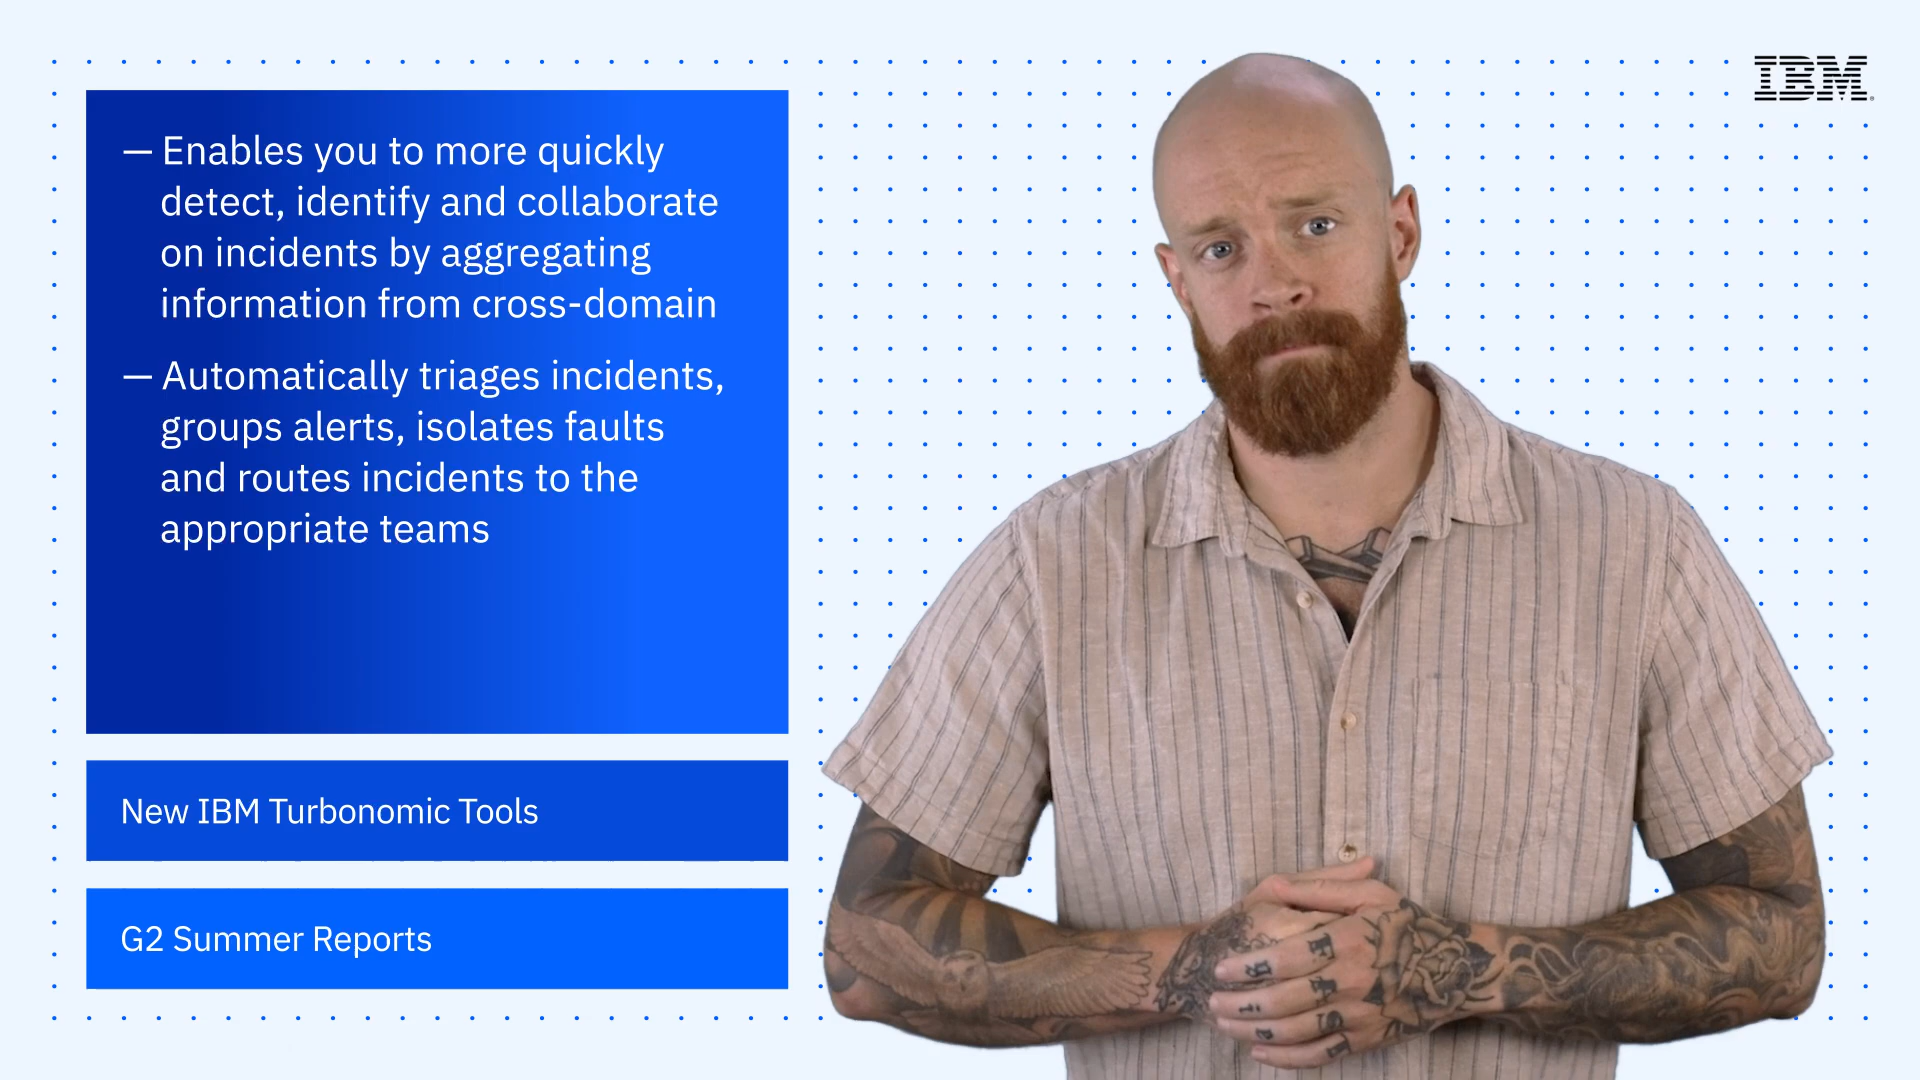 IBM
— Enables you to more quickly
detect, identify and collaborate
on incidents by aggregating
information from cross-domain
— Automatically triages incidents,
groups alerts, isolates faults
and routes incidents to the
appropriate teams
New IBM Turbonomic Tools
G2 Summer Reports
FAST